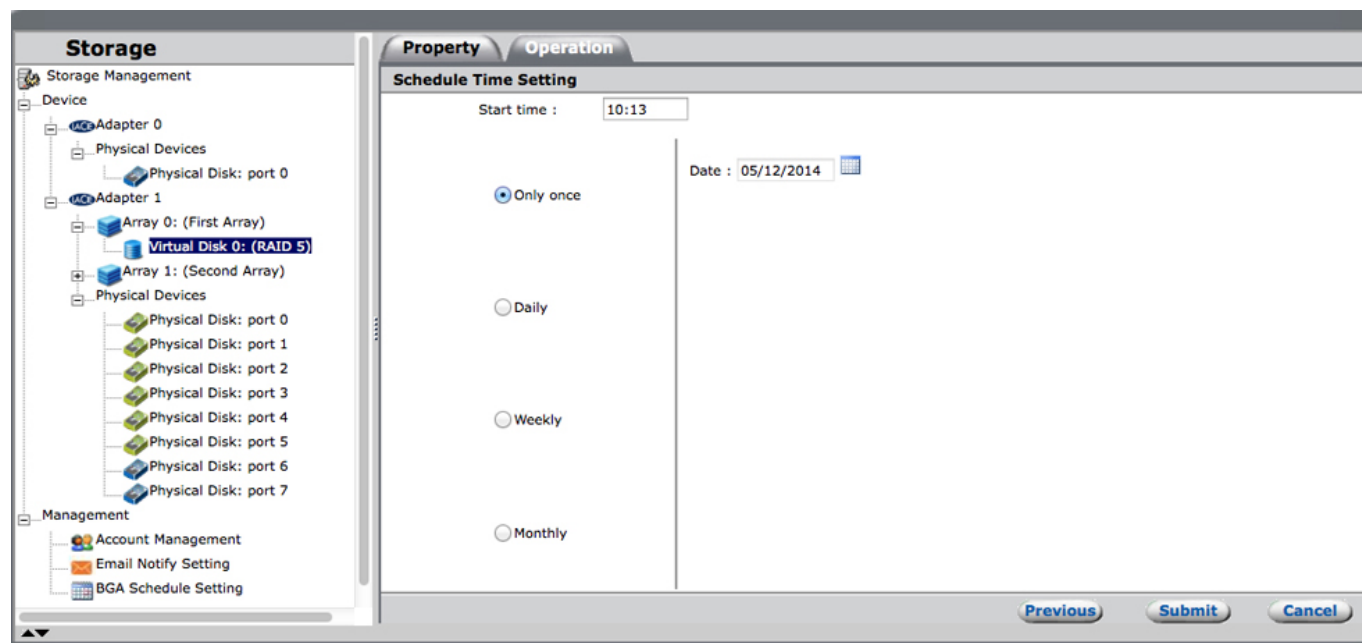 Storage
Storage Management
Device
Adapter 0
Physical Devices
Physical Disk: port 0
Adapter 1
Array 0: (First Array)
Virtual Disk 0: (RAID 5)
Array 1: (Second Array)
Physical Devices
Physical Disk: port 0
Physical Disk: port 1
Physical Disk: port 2
Physical Disk: port 3
Physical Disk: port 4
Physical Disk: port 5
Physical Disk: port 6
Physical Disk: port 7
Management
Account Management
Email Notify Setting
BGA Schedule Setting
Property Operation
Schedule Time Setting
Start time : 10:13
Only once
Daily
Weekly
Monthly
Date : 05/12/2014
Previous Submit Cancel